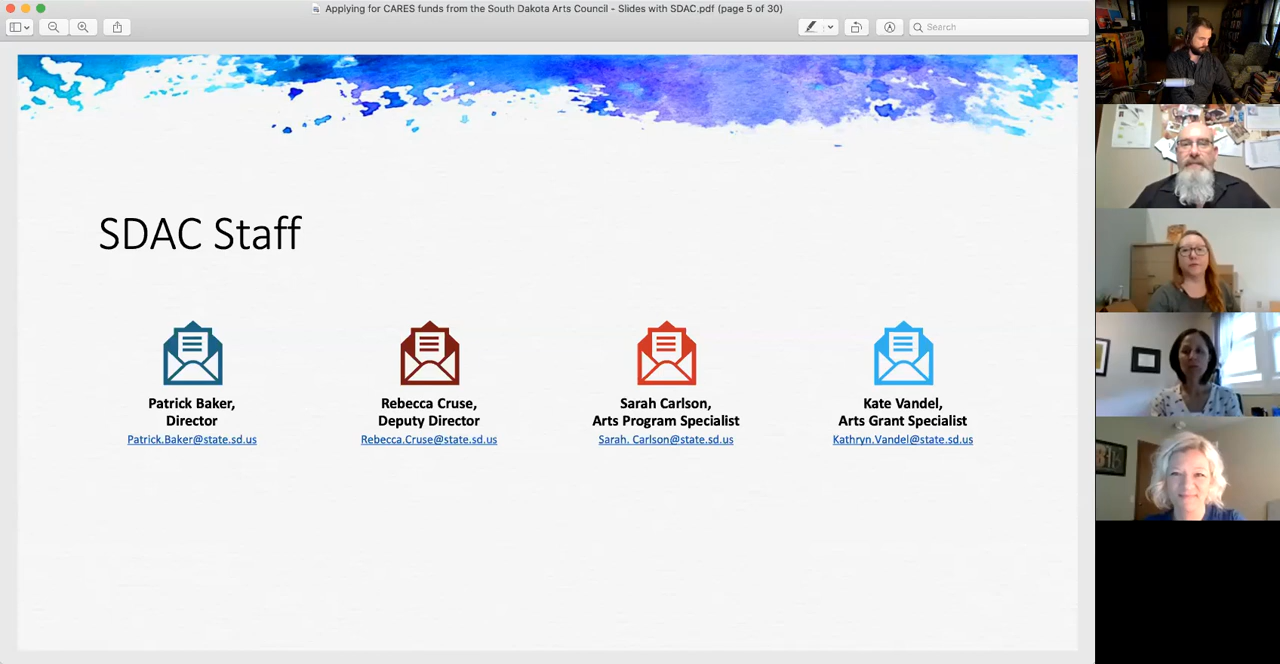 Applying for CARES funds from the South Dakota Arts Council - Slides with SDAC.pdf (page 5 of 30)
Search
SDAC Staff
Patrick Baker,
Director
Patrick.Baker@state.sd.us
Rebecca Cruse,
Deputy Director
Rebecca.Cruse@state.sd.us
Sarah Carlson,
Arts Program Specialist
Sarah. Carlson@state.sd.us
Kate Vandel,
Arts Grant Specialist
Kathryn.Vandel@state.sd.us